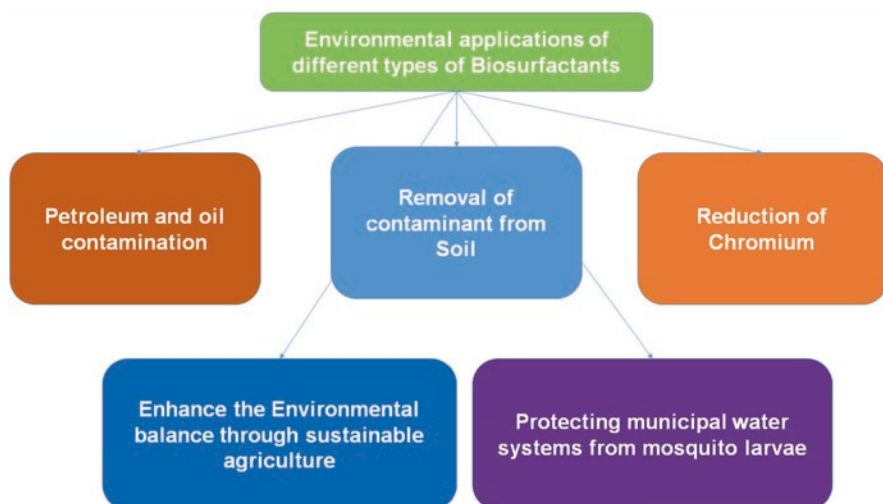 Environmental applications of
different types of Biosurfactants
Petroleum and oil
contamination
Removal of
contaminant from
Soil
Reduction of
Chromium
Enhance the Environmental
balance through sustainable
agriculture
Protecting municipal water
systems from mosquito larvae